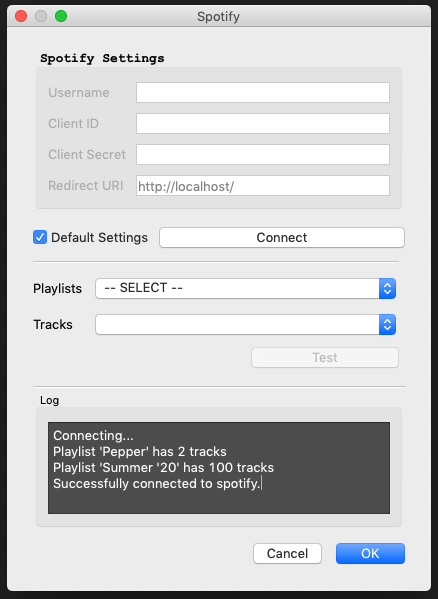 Spotify
Spotify Settings
Username
Client ID
Client Secret
Redirect URI http://localhost/
Default Settings Connect
Playlists -- SELECT --
Tracks
Test
Log
Connecting...
Playlist 'Pepper' has 2 tracks
Playlist 'Summer '20' has 100 tracks
Successfully connected to spotify.
Cancel OK